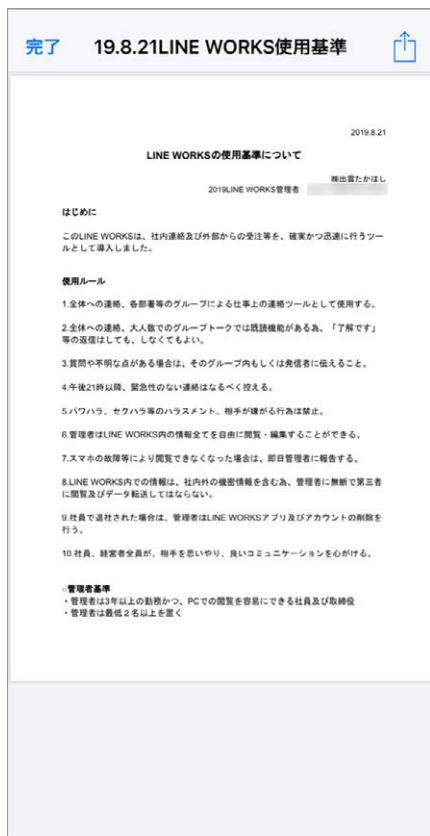 完了
19.8.21LINE WORKS使用基準
2019.8.21
LINE WORKSの使用基準について
㈱出雲たかはし
2019LINE WORKS管理者
はじめに
このLINE WORKSは、社内連絡及び外部からの受注等を、確実かつ迅速に行うツー
ルとして導入しました。
使用ルール
1.全体への連絡、各部署等のグループによる仕事上の連絡ツールとして使用する。
2.全体への連絡、大人数でのグループトークでは既読機能がある為、「了解です」
等の返信はしても、しなくてもよい。
3.質問や不明な点がある場合は、そのグループ内もしくは発信者に伝えること。
4.午後21時以降、緊急性のない連絡はなるべく控える。
5.パワハラ、セクハラ等のハラスメント、相手が嫌がる行為は禁止。
6.管理者はLINE WORKS内の情報全てを自由に閲覧・編集することができる。
7.スマホの故障等により閲覧できなくなった場合は、即日管理者に報告する。
8.LINE WORKS内での情報は、社内外の機密情報を含む為、管理者に無断で第三者
に閲覧及びデータ転送してはならない。
9.社員で退社された場合は、管理者はLINE WORKSアプリ及びアカウントの削除を
行う。
10.社員、経営者全員が、相手を思いやり、良いコミュニケーションを心がける。
○管理者基準
・管理者は3年以上の勤務かつ、PCでの閲覧を容易にできる社員及び取締役
・管理者は最低２名以上を置く